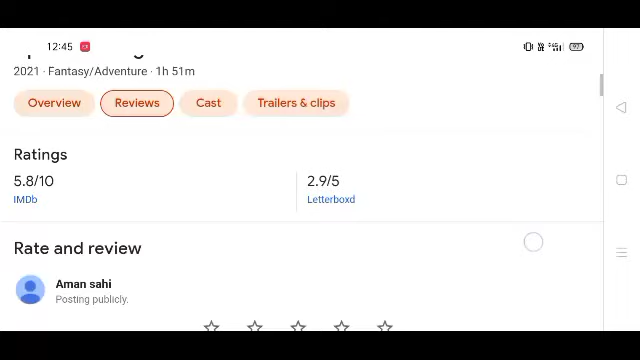 12:45
2021 · Fantasy/Adventure · 1h 51m
Overview Reviews Cast Trailers & clips
Ratings
5.8/10 2.9/5
IMDb Letterboxd
Rate and review
Aman sahi
Posting publicly.